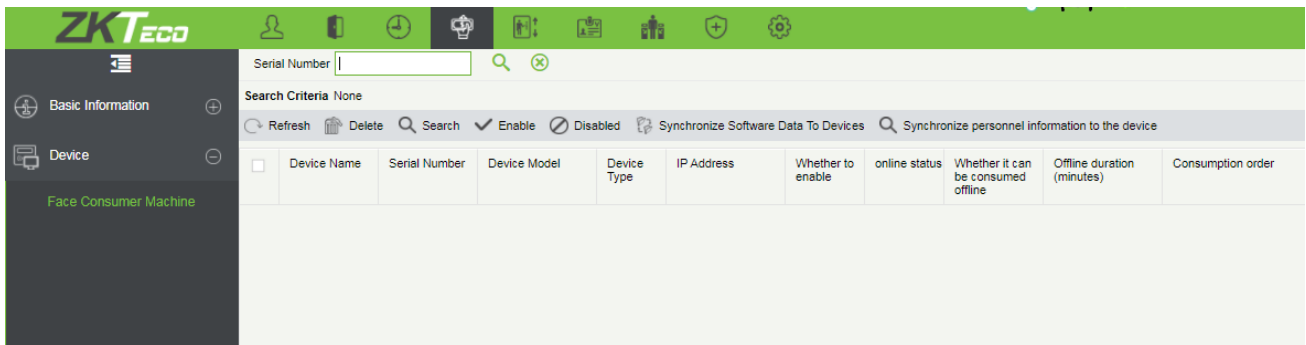 ZKTECO
Serial Number
Search Criteria None
Basic Information
Refresh Delete Search Enable Disabled Synchronize Software Data To Devices Synchronize personnel information to the device
Device
Device Name Serial Number Device Model Device Type IP Address Whether to enable online status Whether it can be consumed offline Offline duration (minutes) Consumption order
Face Consumer Machine